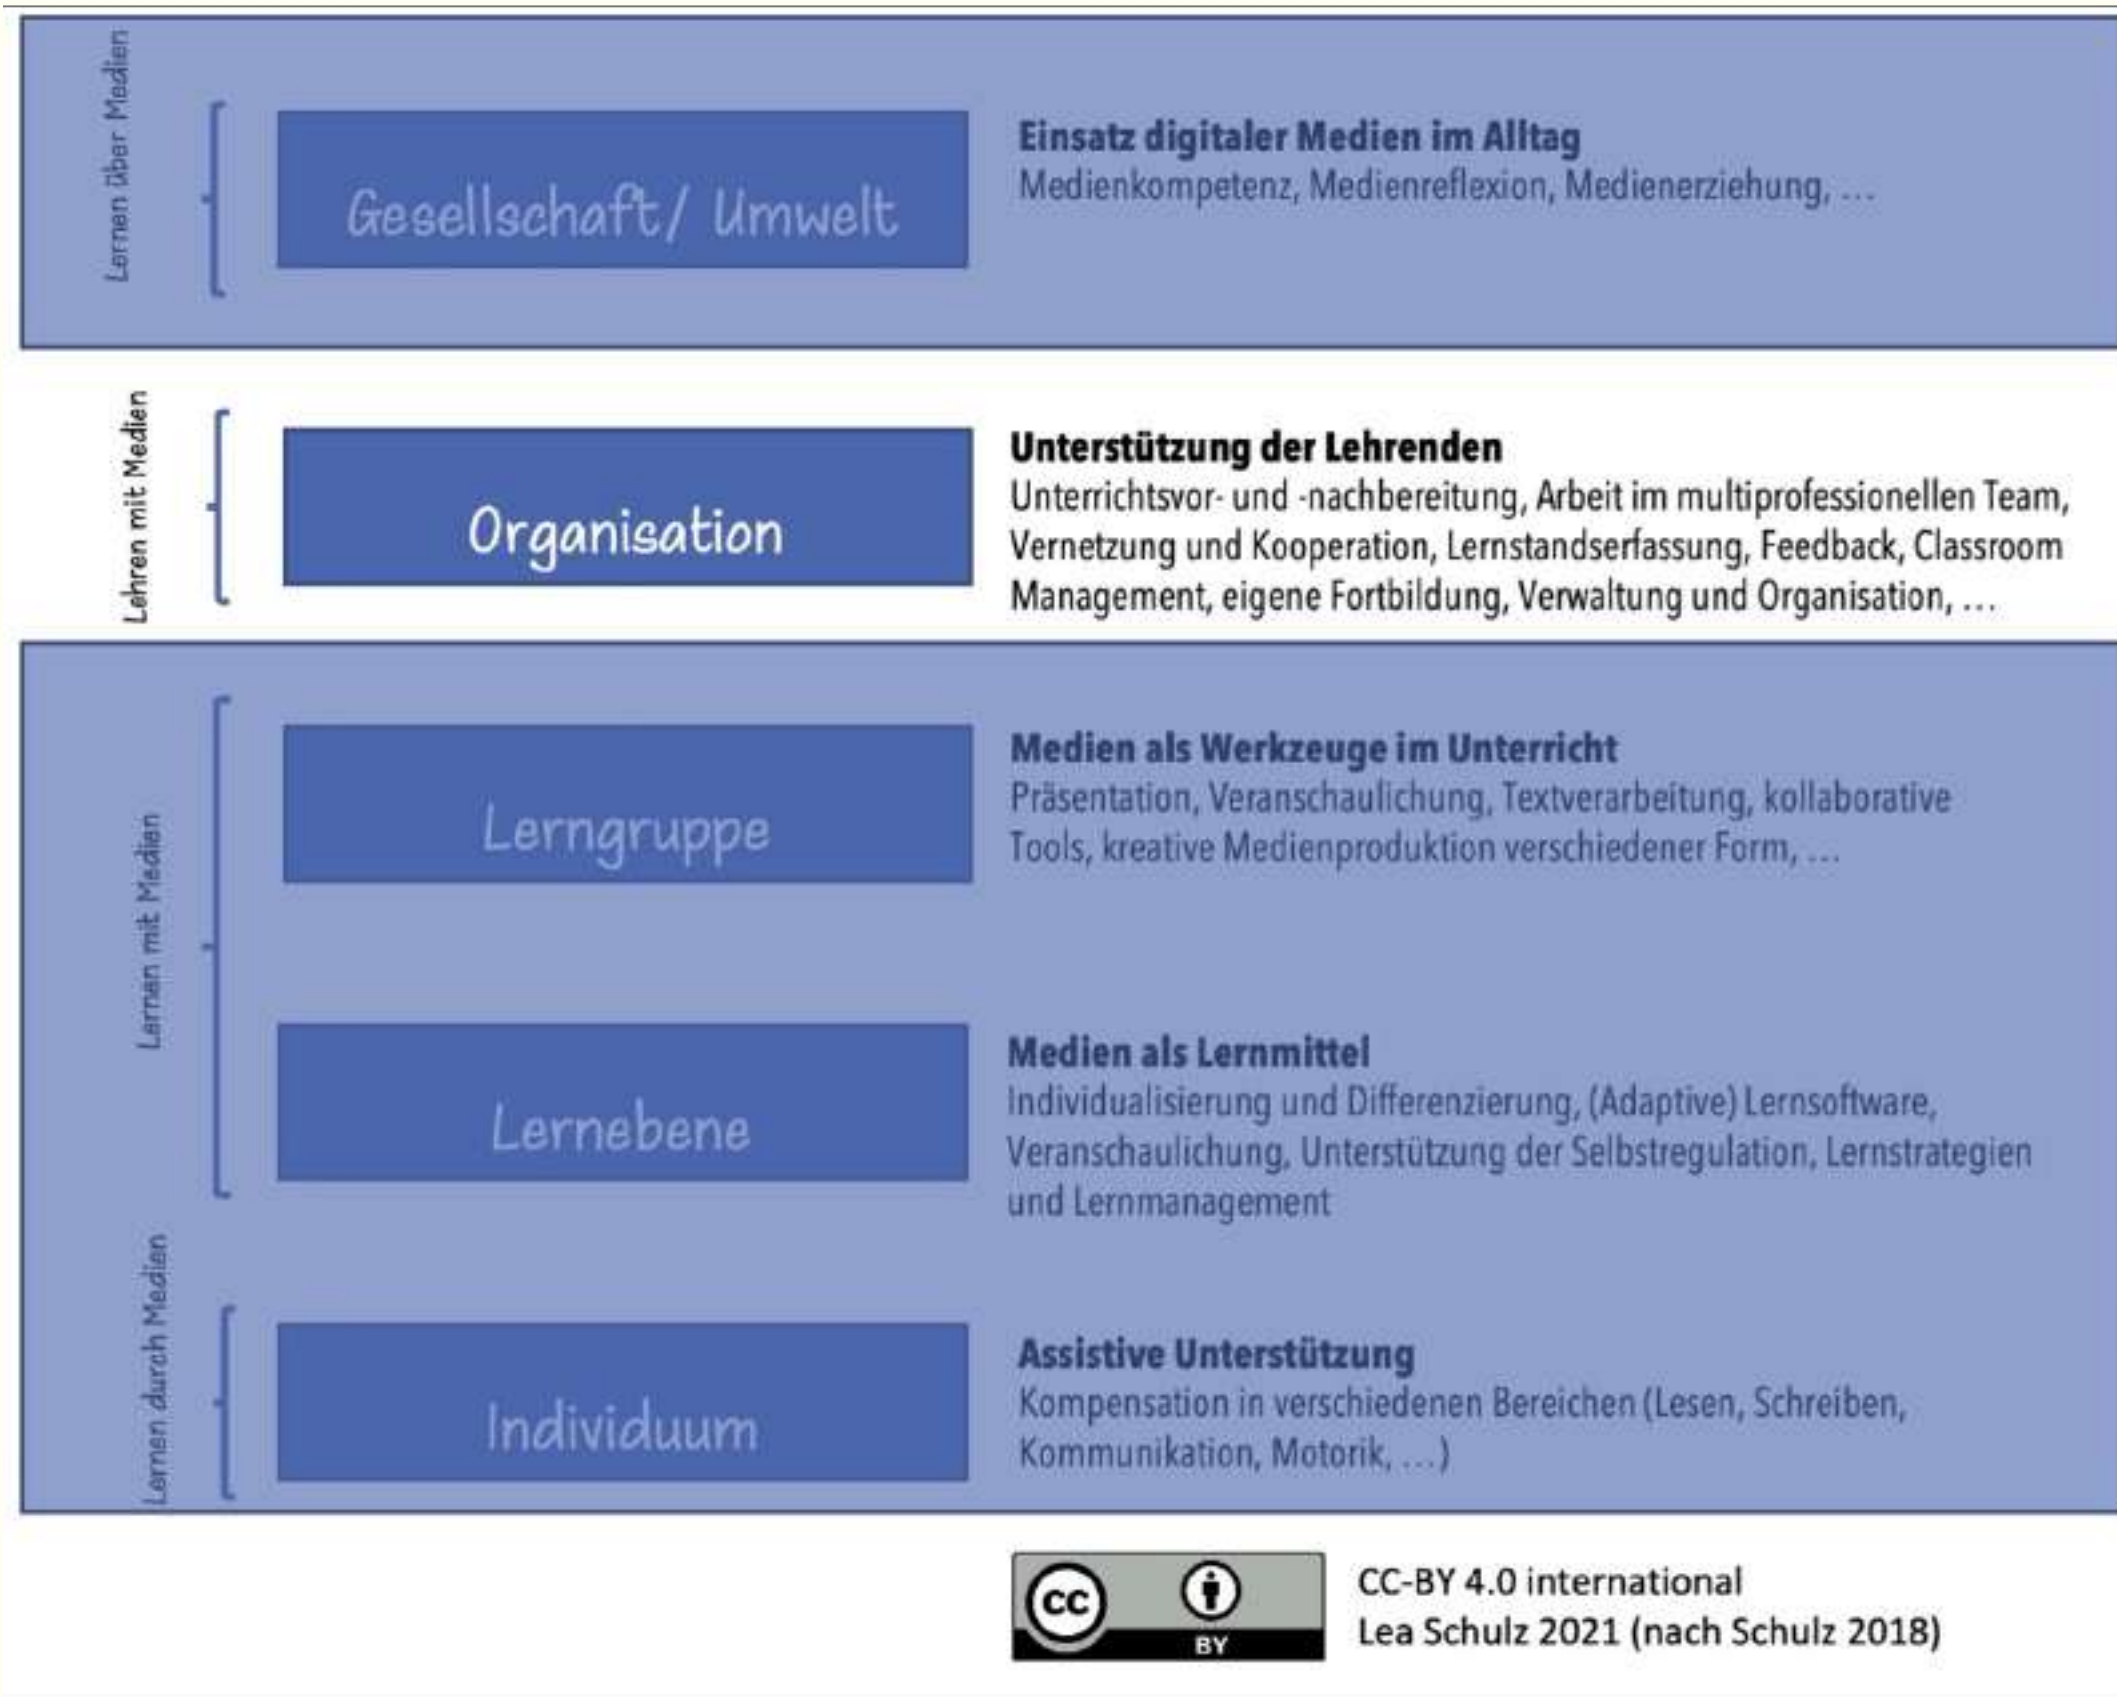 Lernen über Medien
Gesellschaft/ Umwelt
Einsatz digitaler Medien im Alltag
Medienkompetenz, Medienreflexion, Medienerziehung, ...
Lehren mit Medien
Organisation
Unterstützung der Lehrenden
Unterrichtsvor- und -nachbereitung, Arbeit im multiprofessionellen Team,
Vernetzung und Kooperation, Lernstandserfassung, Feedback, Classroom
Management, eigene Fortbildung, Verwaltung und Organisation, ...
Lernen mit Medien
Lerngruppe
Medien als Werkzeuge im Unterricht
Präsentation, Veranschaulichung, Textverarbeitung, kollaborative
Tools, kreative Medienproduktion verschiedener Form, ...
Lernebene
Medien als Lernmittel
Individualisierung und Differenzierung, (Adaptive) Lernsoftware,
Veranschaulichung, Unterstützung der Selbstregulation, Lernstrategien
und Lernmanagement
Lernen durch Medien
Individuum
Assistive Unterstützung
Kompensation in verschiedenen Bereichen (Lesen, Schreiben,
Kommunikation, Motorik, ...)
cc
BY
CC-BY 4.0 international
Lea Schulz 2021 (nach Schulz 2018)